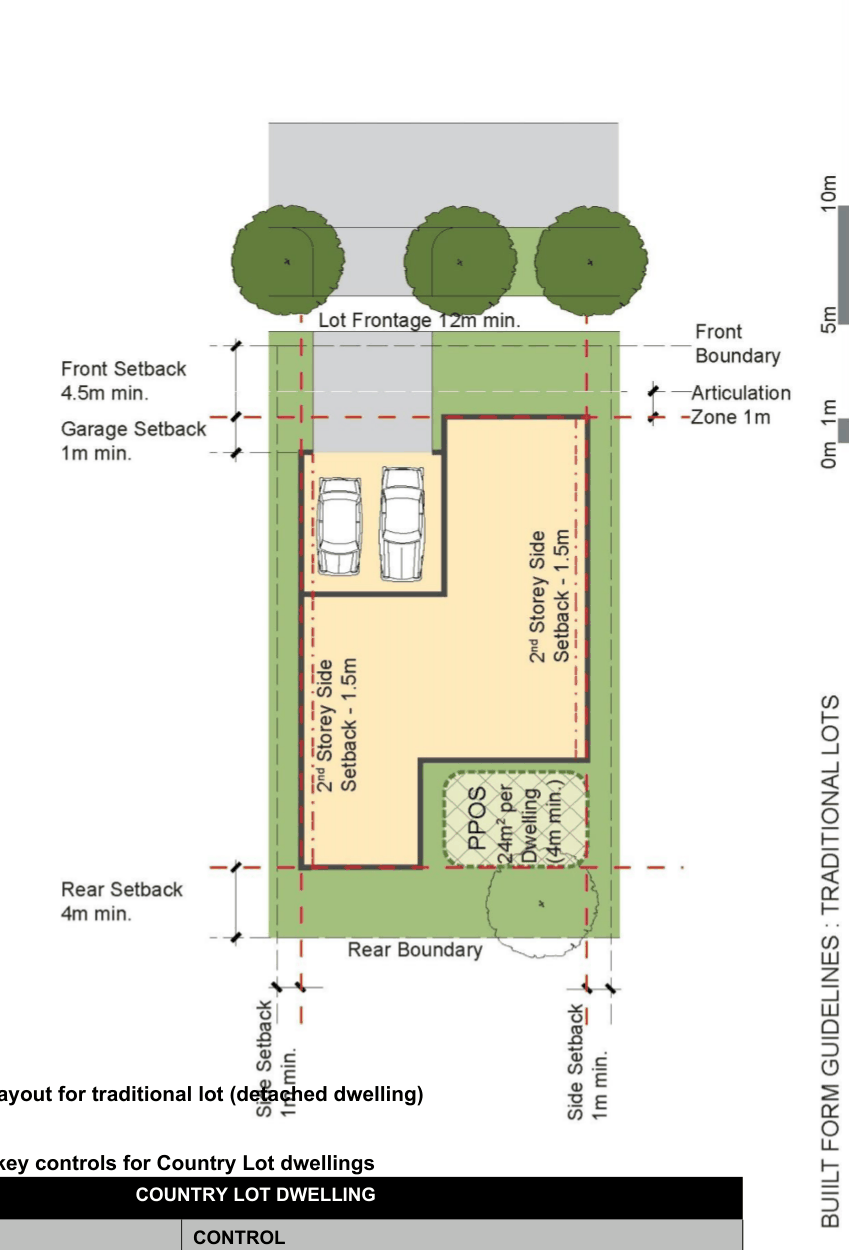 10m
5m
1m
0m
Lot Frontage 12m min.
Front
Boundary
Front Setback
4.5m min.
Articulation
Zone 1m
Garage Setback
1m min.
2nd Storey Side
Setback - 1.5m
2nd Storey Side
Setback - 1.5m
PPOS
24m² per
Dwelling
(4m min.)
Rear Setback
4m min.
Rear Boundary
Side Setback
1m min.
Side Setback
1m min.
BUIILT FORM GUIDELINES : TRADITIONAL LOTS
ayout for traditional lot (detached dwelling)
key controls for Country Lot dwellings
COUNTRY LOT DWELLING
CONTROL